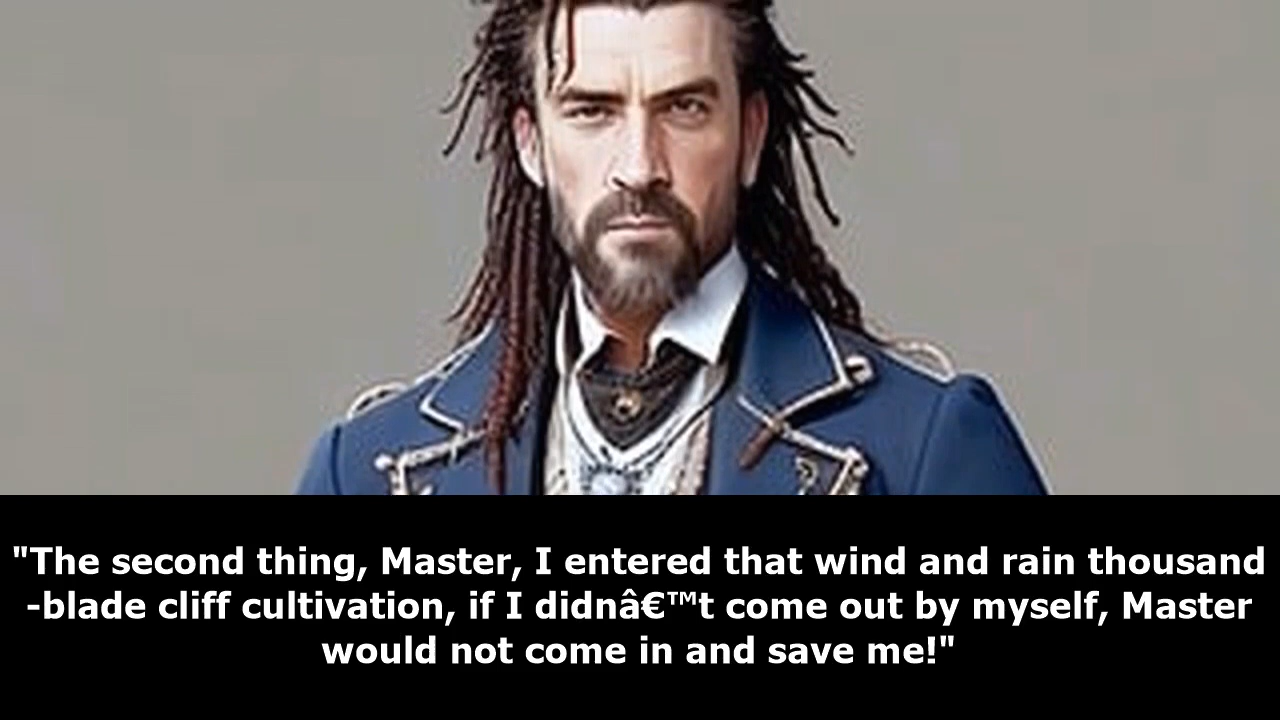 "The second thing, Master, I entered that wind and rain thousand
-blade cliff cultivation, if I didnâ€™t come out by myself, Master
would not come in and save me!"